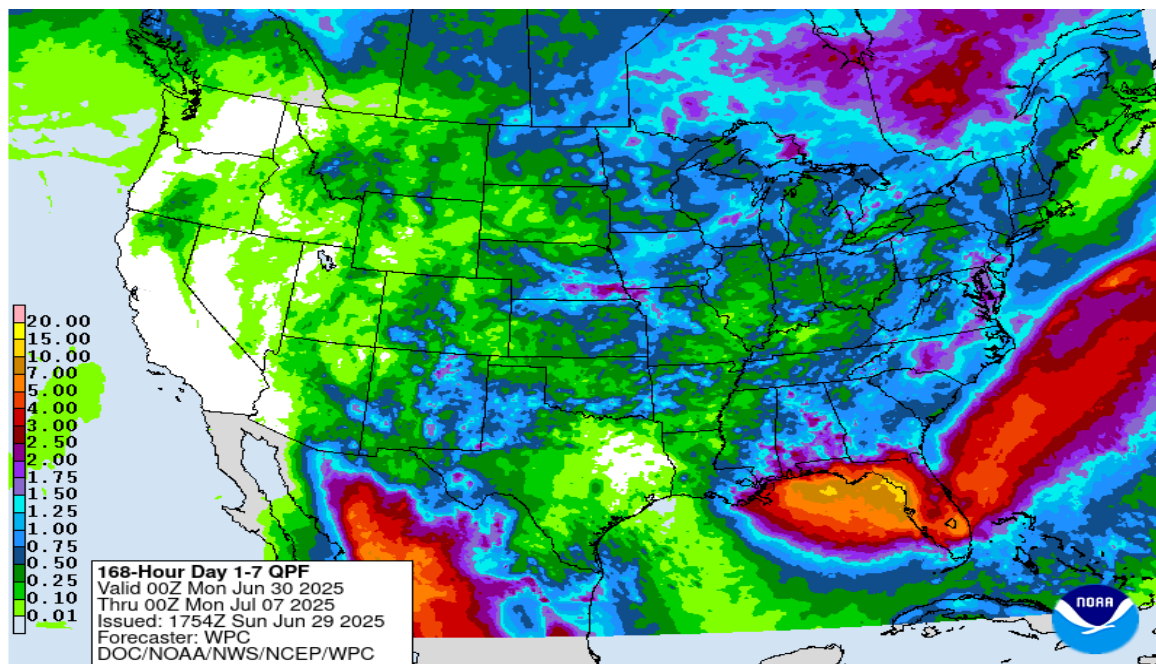 20.00
15.00
10.00
7.00
5.00
4.00
3.00
2.50
2.00
1.75
1.50
1.25
1.00
0.75
0.50
0.25
0.10
0.01
168-Hour Day 1-7 QPF
Valid 00Z Mon Jun 30 2025
Thru 00Z Mon Jul 07 2025
Issued: 1754Z Sun Jun 29 2025
Forecaster: WPC
DOC/NOAA/NWS/NCEP/WPC
NOAA